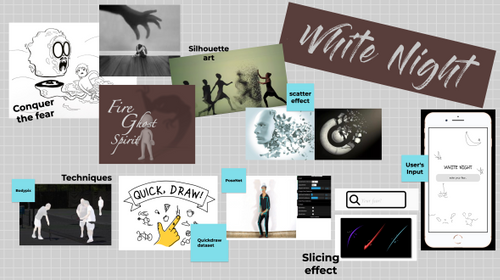 White Night
Silhouette
art
Conquer
the fear
Fire
Ghost
Spirit
scatter
effect
User's
Input
WHITE NIGHT
Techniques
Bodypix
QUICK, DRAW!
PoseNet
Quickdraw
dataset
Slicing
effect